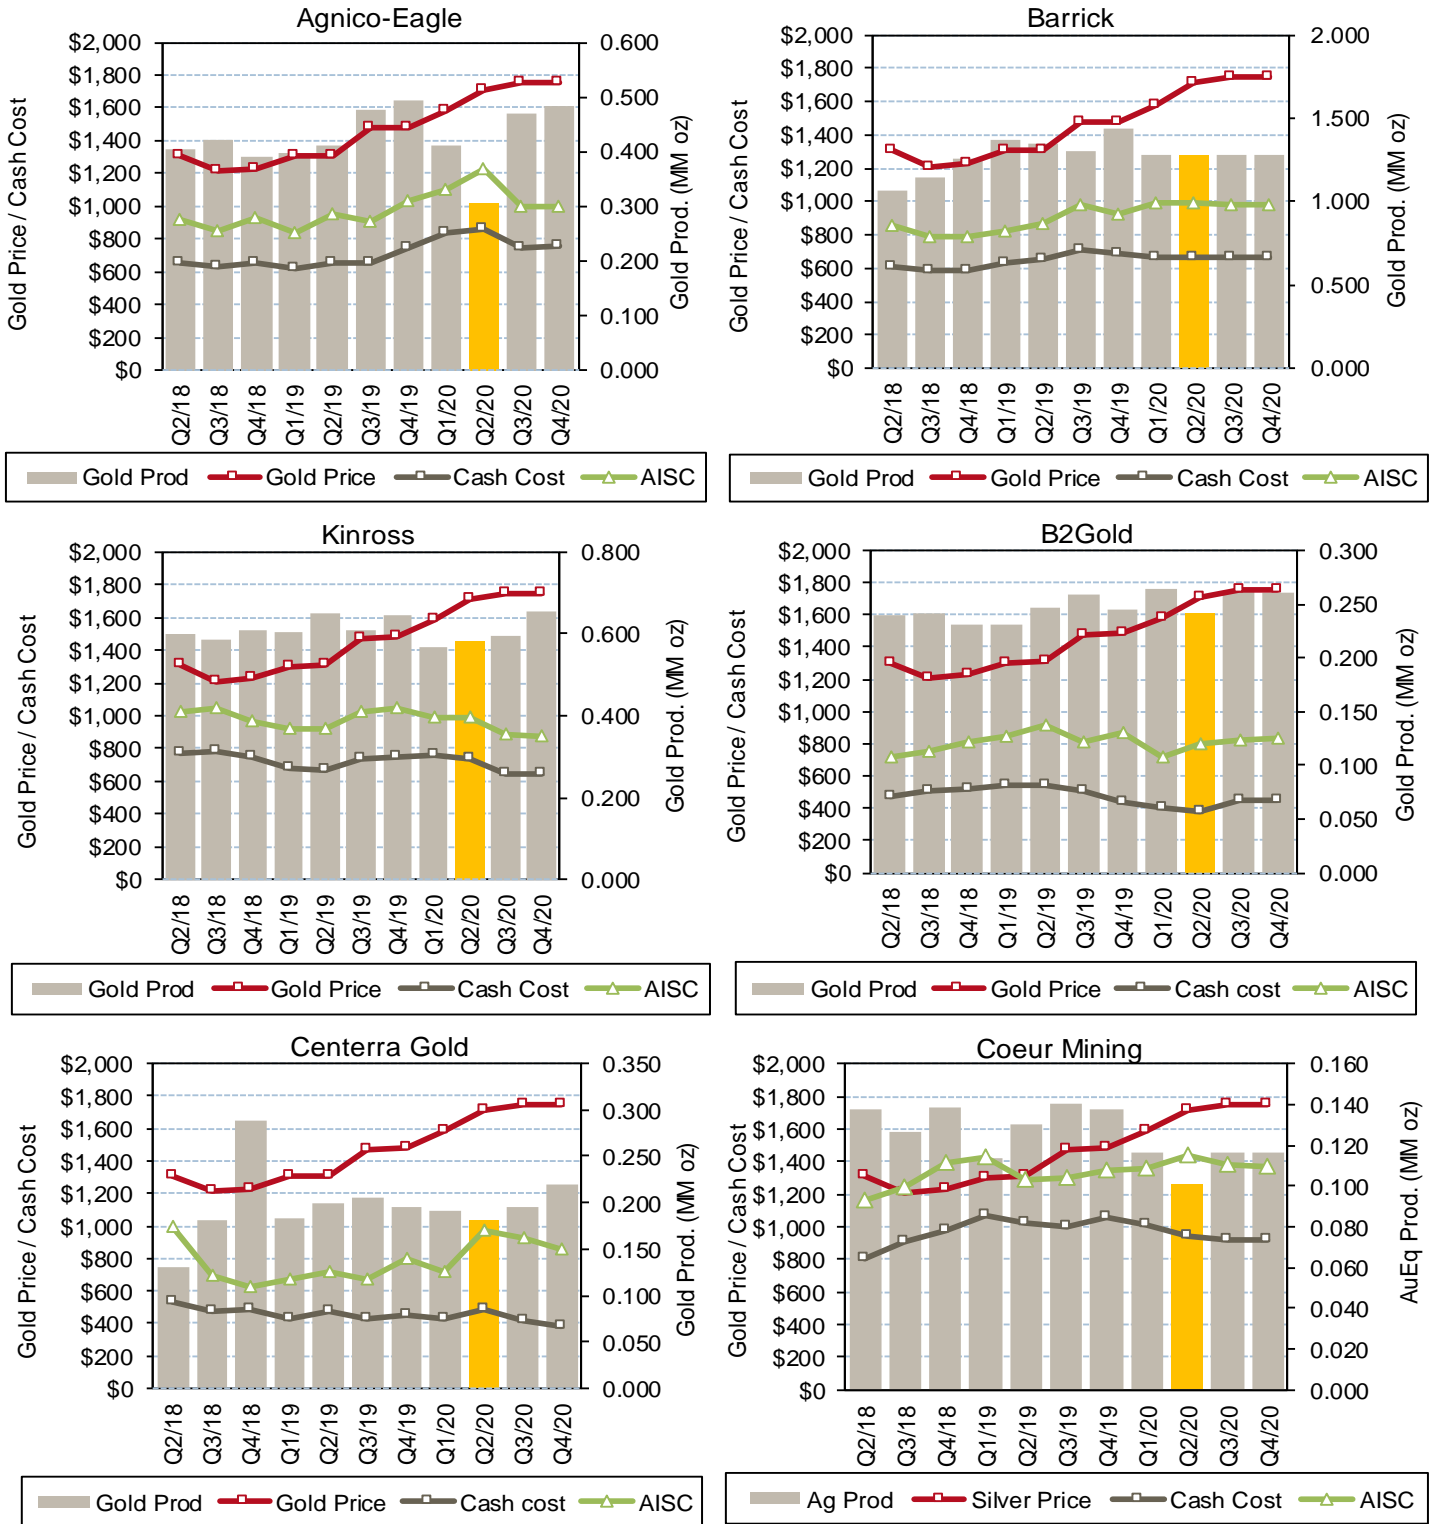 Agnico-Eagle
Gold Price / Cash Cost
$2,000
$1,800
$1,600
$1,400
$1,200
$1,000
$800
$600
$400
$200
$0
0.600
0.500
0.400
0.300
0.200
0.100
0.000
Gold Prod. (MM oz)
Q2/18
Q3/18
Q4/18
Q1/19
Q2/19
Q3/19
Q4/19
Q1/20
Q2/20
Q3/20
Q4/20
Gold Prod Gold Price Cash Cost AISC
Barrick
Gold Price / Cash Cost
$2,000
$1,800
$1,600
$1,400
$1,200
$1,000
$800
$600
$400
$200
$0
2.000
1.500
1.000
0.500
0.000
Gold Prod. (MM oz)
Q2/18
Q3/18
Q4/18
Q1/19
Q2/19
Q3/19
Q4/19
Q1/20
Q2/20
Q3/20
Q4/20
Gold Prod Gold Price Cash Cost AISC
Kinross
Gold Price / Cash Cost
$2,000
$1,800
$1,600
$1,400
$1,200
$1,000
$800
$600
$400
$200
$0
0.800
0.600
0.400
0.200
0.000
Gold Prod. (MM oz)
Q2/18
Q3/18
Q4/18
Q1/19
Q2/19
Q3/19
Q4/19
Q1/20
Q2/20
Q3/20
Q4/20
Gold Prod Gold Price Cash Cost AISC
B2Gold
Gold Price / Cash Cost
$2,000
$1,800
$1,600
$1,400
$1,200
$1,000
$800
$600
$400
$200
$0
0.300
0.250
0.200
0.150
0.100
0.050
0.000
Gold Prod. (MM oz)
Q2/18
Q3/18
Q4/18
Q1/19
Q2/19
Q3/19
Q4/19
Q1/20
Q2/20
Q3/20
Q4/20
Gold Prod Gold Price Cash cost AISC
Centerra Gold
Gold Price / Cash Cost
$2,000
$1,800
$1,600
$1,400
$1,200
$1,000
$800
$600
$400
$200
$0
0.350
0.300
0.250
0.200
0.150
0.100
0.050
0.000
Gold Prod. (MM oz)
Q2/18
Q3/18
Q4/18
Q1/19
Q2/19
Q3/19
Q4/19
Q1/20
Q2/20
Q3/20
Q4/20
Gold Prod Gold Price Cash cost AISC
Coeur Mining
Gold Price / Cash Cost
$2,000
$1,800
$1,600
$1,400
$1,200
$1,000
$800
$600
$400
$200
$0
0.160
0.140
0.120
0.100
0.080
0.060
0.040
0.020
0.000
AuEq Prod. (MM oz)
Q2/18
Q3/18
Q4/18
Q1/19
Q2/19
Q3/19
Q4/19
Q1/20
Q2/20
Q3/20
Q4/20
Ag Prod Silver Price Cash Cost AISC